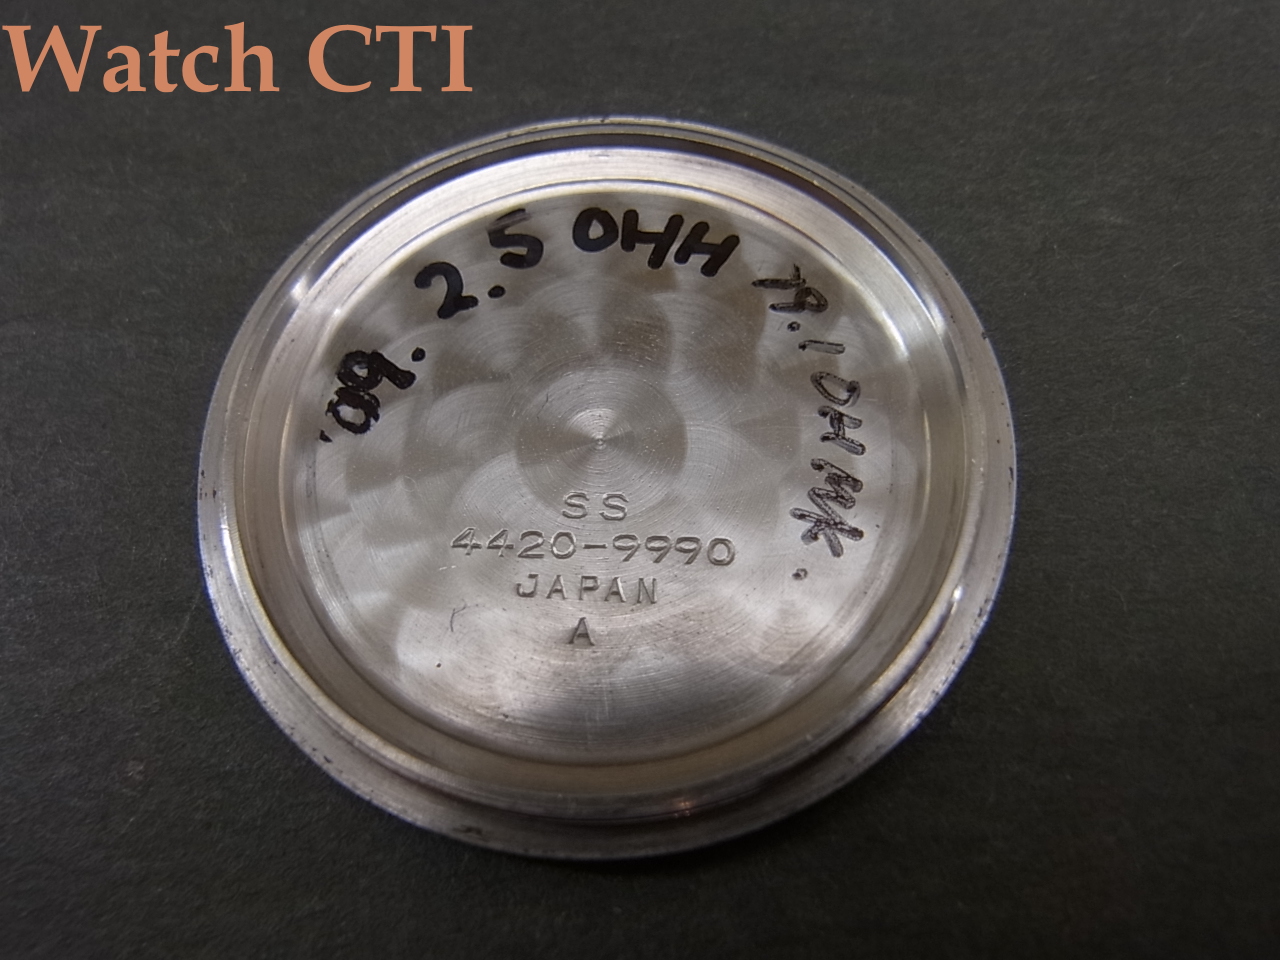 Watch CTI
'09. 2.5 OHH
79.1 OH MK.
SS
4420-9990
JAPAN
A